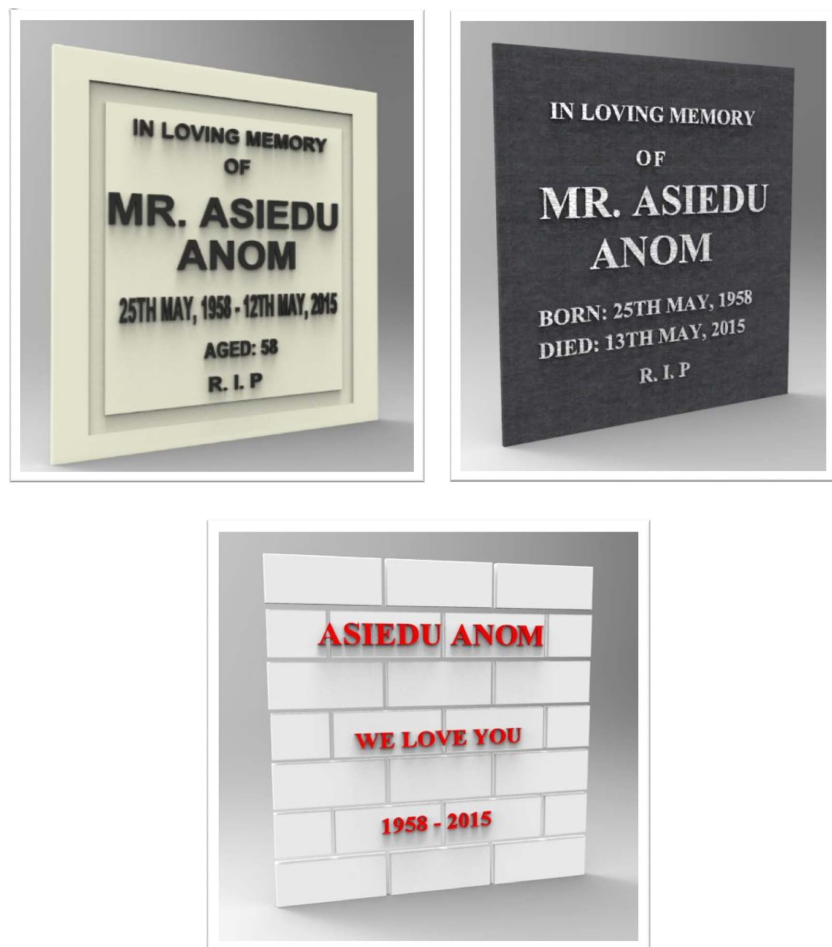 IN LOVING MEMORY
OF
MR. ASIEDU
ANOM
25TH MAY, 1958 - 12TH MAY, 2015
AGED: 58
R. I. P
IN LOVING MEMORY
OF
MR. ASIEDU
ANOM
BORN: 25TH MAY, 1958
DIED: 13TH MAY, 2015
R. I. P
ASIEDU ANOM
WE LOVE YOU
1958 - 2015